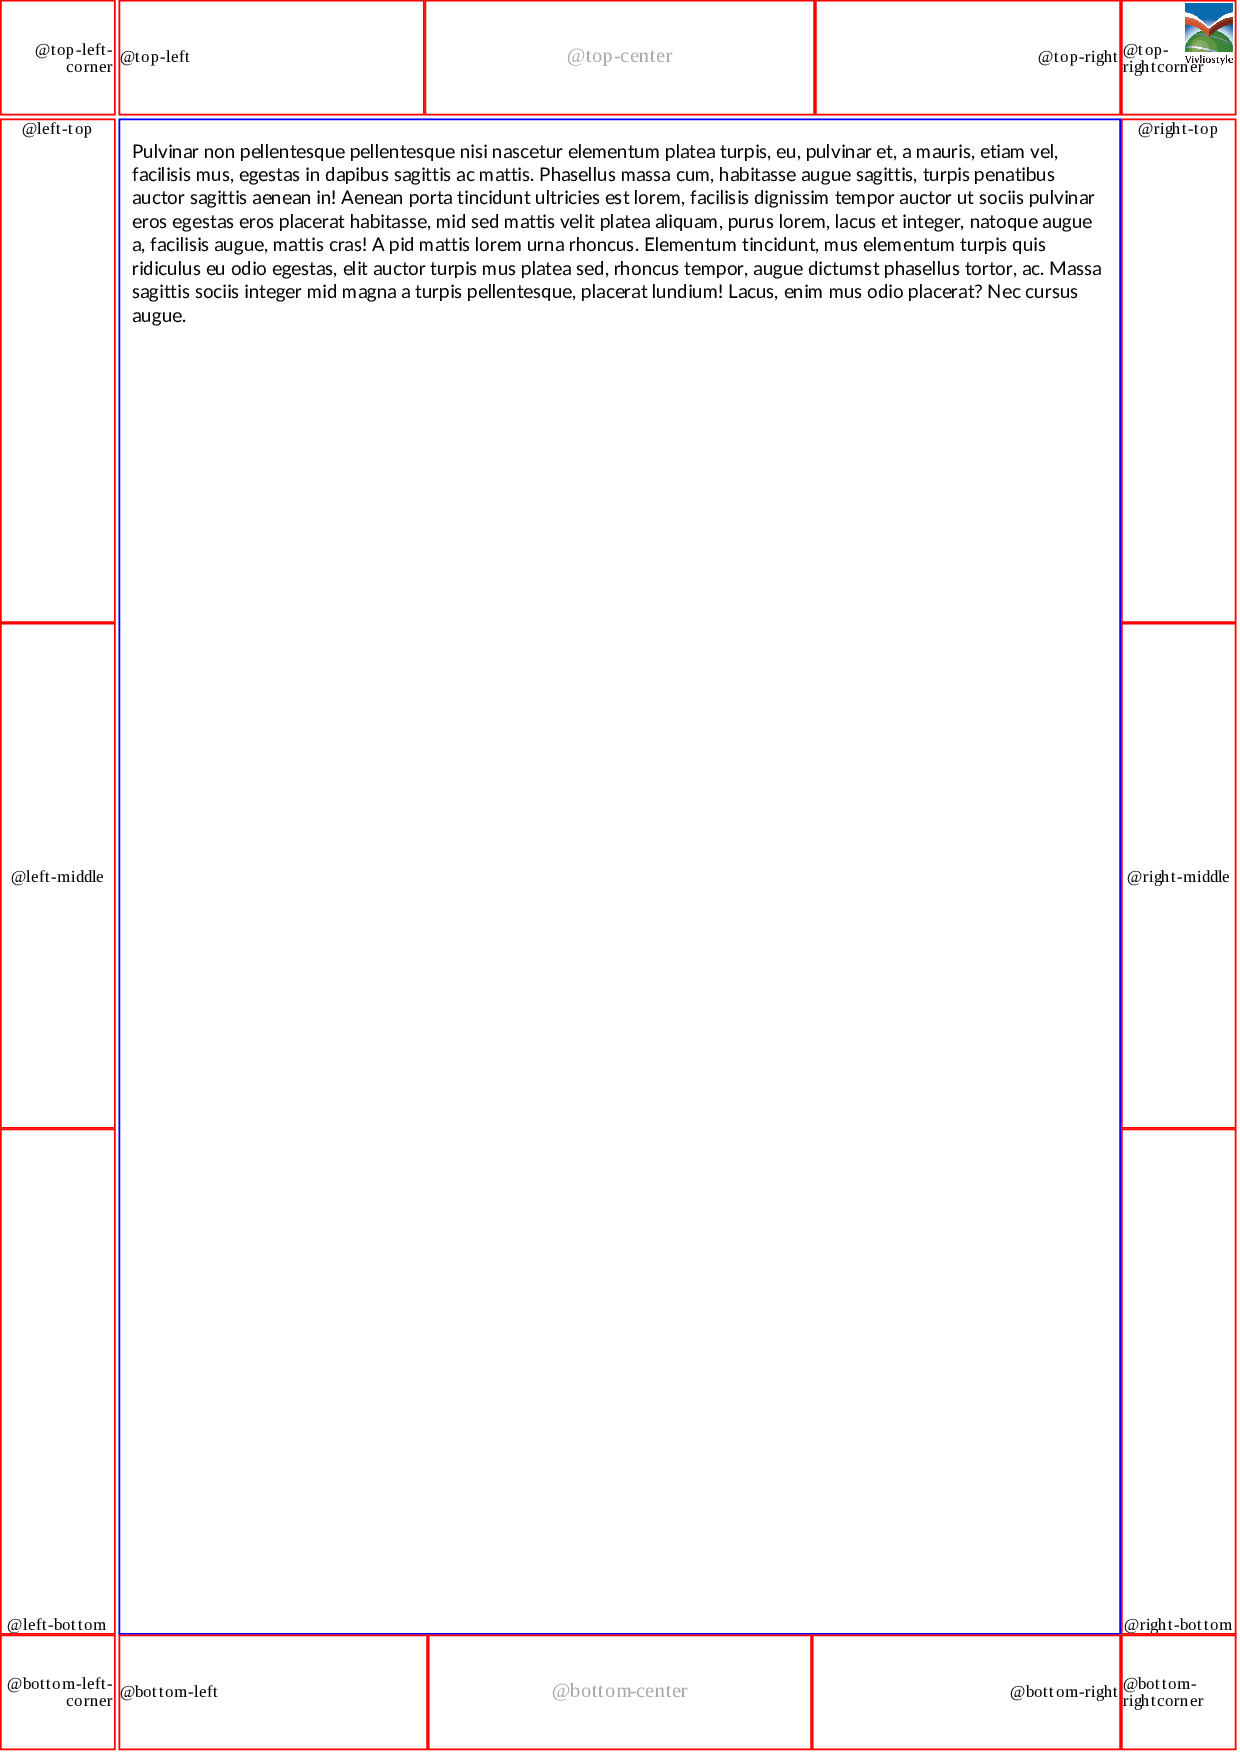 @top-left-
corner
@top-left
@top-center
@top-right
@top-
rightcorner
Vivliostyle
@left-top
@right-top
Pulvinar non pellentesque pellentesque nisi nascetur elementum platea turpis, eu, pulvinar et, a mauris, etiam vel,
facilisis mus, egestas in dapibus sagittis ac mattis. Phasellus massa cum, habitasse augue sagittis, turpis penatibus
auctor sagittis aenean in! Aenean porta tincidunt ultricies est lorem, facilisis dignissim tempor auctor ut sociis pulvinar
eros egestas eros placerat habitasse, mid sed mattis velit platea aliquam, purus lorem, lacus et integer, natoque augue
a, facilisis augue, mattis cras! A pid mattis lorem urna rhoncus. Elementum tincidunt, mus elementum turpis quis
ridiculus eu odio egestas, elit auctor turpis mus platea sed, rhoncus tempor, augue dictumst phasellus tortor, ac. Massa
sagittis sociis integer mid magna a turpis pellentesque, placerat lundium! Lacus, enim mus odio placerat? Nec cursus
augue.
@left-middle
@right-middle
@left-bottom
@right-bottom
@bottom-left-
corner
@bottom-left
@bottom-center
@bottom-right
@bottom-
rightcorner